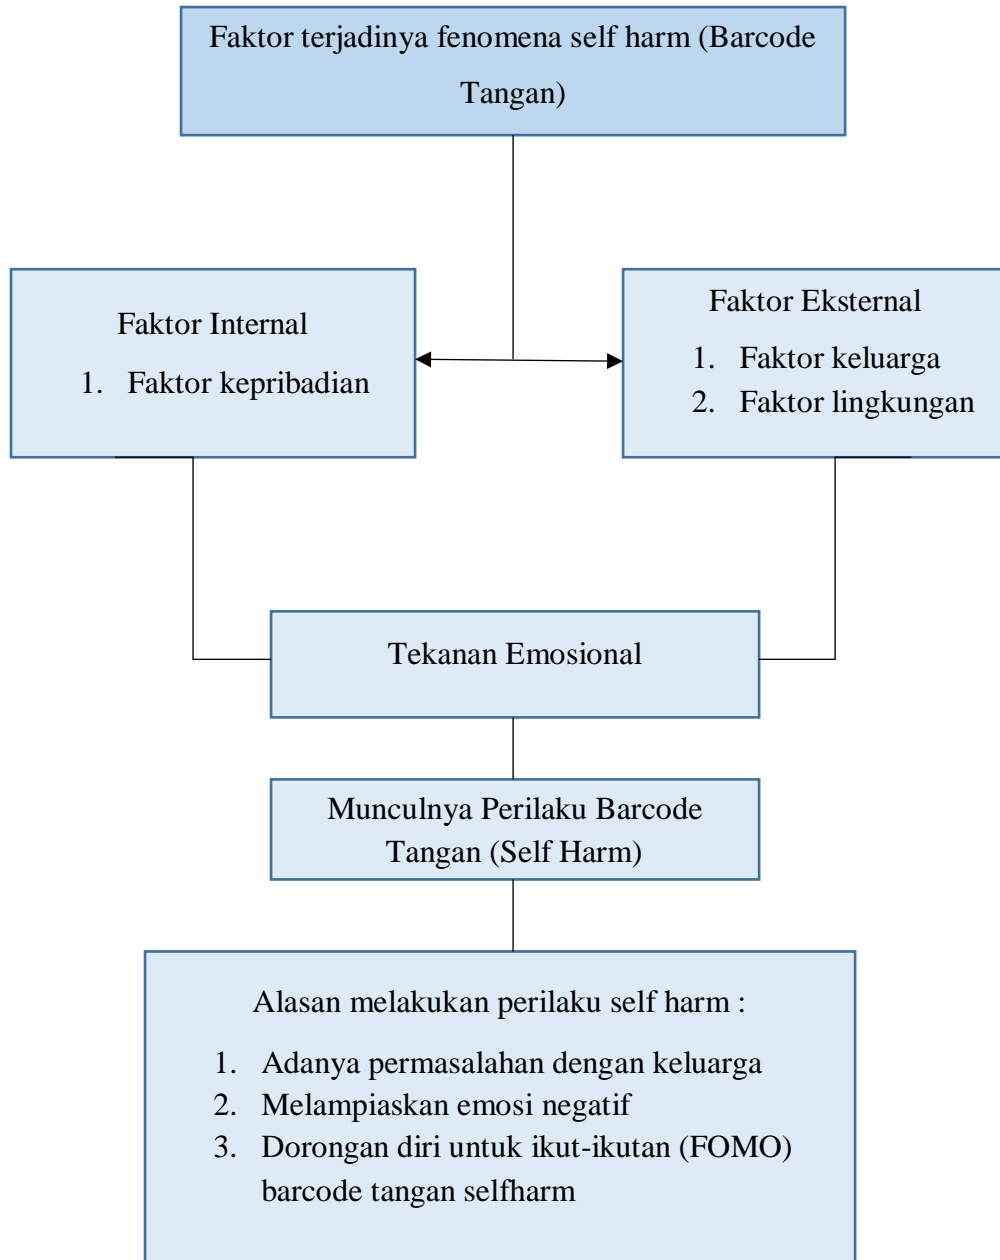 Faktor terjadinya fenomena self harm (Barcode
Tangan)
Faktor Internal
1. Faktor kepribadian
Faktor Eksternal
1. Faktor keluarga
2. Faktor lingkungan
Tekanan Emosional
Munculnya Perilaku Barcode
Tangan (Self Harm)
Alasan melakukan perilaku self harm :
1. Adanya permasalahan dengan keluarga
2. Melampiaskan emosi negatif
3. Dorongan diri untuk ikut-ikutan (FOMO)
barcode tangan selfharm